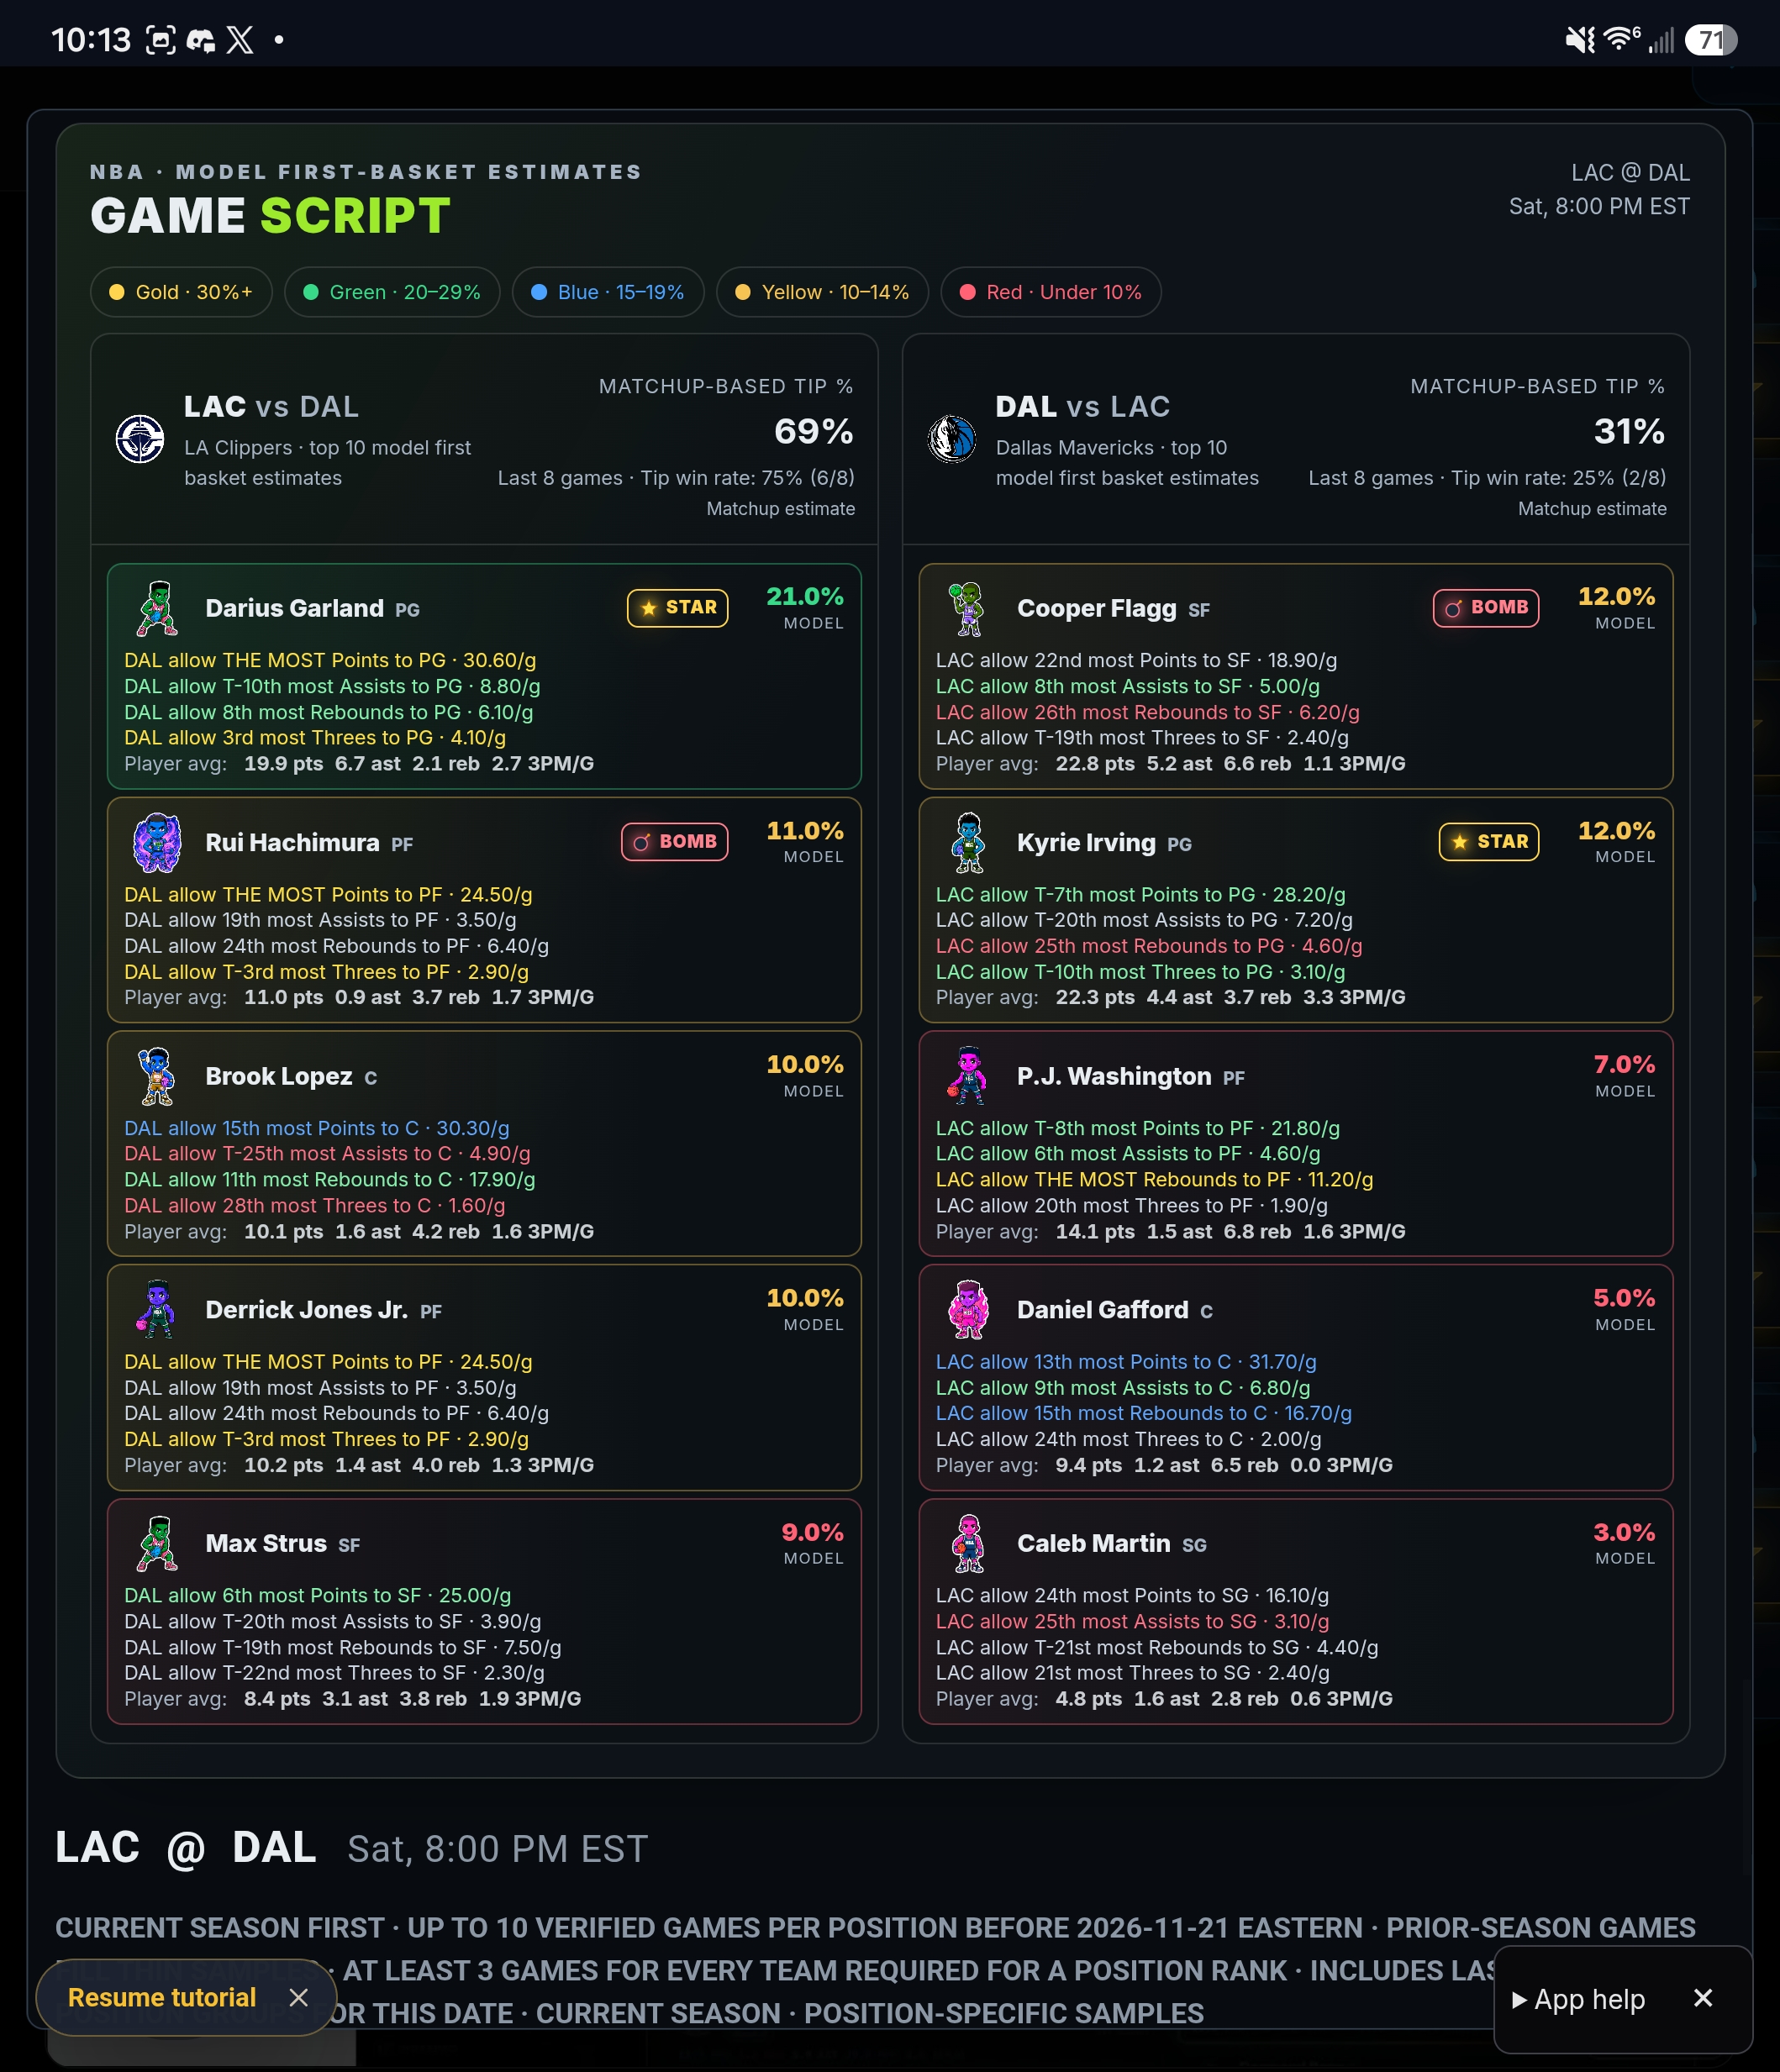 10:13
6
71
NBA · MODEL FIRST-BASKET ESTIMATES
GAME SCRIPT
LAC @ DAL
Sat, 8:00 PM EST
Gold · 30%+
Green · 20–29%
Blue · 15–19%
Yellow · 10–14%
Red · Under 10%
LAC vs DAL
LA Clippers · top 10 model first
basket estimates
MATCHUP-BASED TIP %
69%
Last 8 games · Tip win rate: 75% (6/8)
Matchup estimate
Darius Garland PG
STAR
21.0%
MODEL
DAL allow THE MOST Points to PG · 30.60/g
DAL allow T-10th most Assists to PG · 8.80/g
DAL allow 8th most Rebounds to PG · 6.10/g
DAL allow 3rd most Threes to PG · 4.10/g
Player avg: 19.9 pts 6.7 ast 2.1 reb 2.7 3PM/G
Rui Hachimura PF
BOMB
11.0%
MODEL
DAL allow THE MOST Points to PF · 24.50/g
DAL allow 19th most Assists to PF · 3.50/g
DAL allow 24th most Rebounds to PF · 6.40/g
DAL allow T-3rd most Threes to PF · 2.90/g
Player avg: 11.0 pts 0.9 ast 3.7 reb 1.7 3PM/G
Brook Lopez C
10.0%
MODEL
DAL allow 15th most Points to C · 30.30/g
DAL allow T-25th most Assists to C · 4.90/g
DAL allow 11th most Rebounds to C · 17.90/g
DAL allow 28th most Threes to C · 1.60/g
Player avg: 10.1 pts 1.6 ast 4.2 reb 1.6 3PM/G
Derrick Jones Jr. PF
10.0%
MODEL
DAL allow THE MOST Points to PF · 24.50/g
DAL allow 19th most Assists to PF · 3.50/g
DAL allow 24th most Rebounds to PF · 6.40/g
DAL allow T-3rd most Threes to PF · 2.90/g
Player avg: 10.2 pts 1.4 ast 4.0 reb 1.3 3PM/G
Max Strus SF
9.0%
MODEL
DAL allow 6th most Points to SF · 25.00/g
DAL allow T-20th most Assists to SF · 3.90/g
DAL allow T-19th most Rebounds to SF · 7.50/g
DAL allow T-22nd most Threes to SF · 2.30/g
Player avg: 8.4 pts 3.1 ast 3.8 reb 1.9 3PM/G
DAL vs LAC
Dallas Mavericks · top 10
model first basket estimates
MATCHUP-BASED TIP %
31%
Last 8 games · Tip win rate: 25% (2/8)
Matchup estimate
Cooper Flagg SF
BOMB
12.0%
MODEL
LAC allow 22nd most Points to SF · 18.90/g
LAC allow 8th most Assists to SF · 5.00/g
LAC allow 26th most Rebounds to SF · 6.20/g
LAC allow T-19th most Threes to SF · 2.40/g
Player avg: 22.8 pts 5.2 ast 6.6 reb 1.1 3PM/G
Kyrie Irving PG
STAR
12.0%
MODEL
LAC allow T-7th most Points to PG · 28.20/g
LAC allow T-20th most Assists to PG · 7.20/g
LAC allow 25th most Rebounds to PG · 4.60/g
LAC allow T-10th most Threes to PG · 3.10/g
Player avg: 22.3 pts 4.4 ast 3.7 reb 3.3 3PM/G
P.J. Washington PF
7.0%
MODEL
LAC allow T-8th most Points to PF · 21.80/g
LAC allow 6th most Assists to PF · 4.60/g
LAC allow THE MOST Rebounds to PF · 11.20/g
LAC allow 20th most Threes to PF · 1.90/g
Player avg: 14.1 pts 1.5 ast 6.8 reb 1.6 3PM/G
Daniel Gafford C
5.0%
MODEL
LAC allow 13th most Points to C · 31.70/g
LAC allow 9th most Assists to C · 6.80/g
LAC allow 15th most Rebounds to C · 16.70/g
LAC allow 24th most Threes to C · 2.00/g
Player avg: 9.4 pts 1.2 ast 6.5 reb 0.0 3PM/G
Caleb Martin SG
3.0%
MODEL
LAC allow 24th most Points to SG · 16.10/g
LAC allow 25th most Assists to SG · 3.10/g
LAC allow T-21st most Rebounds to SG · 4.40/g
LAC allow 21st most Threes to SG · 2.40/g
Player avg: 4.8 pts 1.6 ast 2.8 reb 0.6 3PM/G
LAC @ DAL Sat, 8:00 PM EST
CURRENT SEASON FIRST · UP TO 10 VERIFIED GAMES PER POSITION BEFORE 2026-11-21 EASTERN · PRIOR-SEASON GAMES
FILL THIN SAMPLES · AT LEAST 3 GAMES FOR EVERY TEAM REQUIRED FOR A POSITION RANK · INCLUDES LAS
POSITION GROUPS FOR THIS DATE · CURRENT SEASON · POSITION-SPECIFIC SAMPLES
Resume tutorial
App help